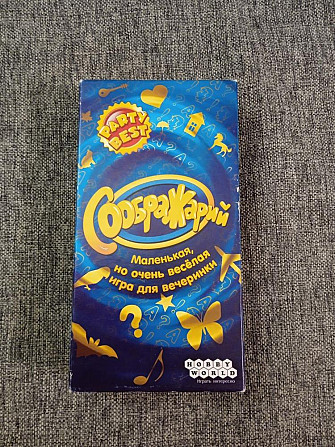 PARTY
BEST
Соображарий
Маленькая,
но очень весёлая
игра для вечеринки
?
HOBBY
WORLD
Играть интересно